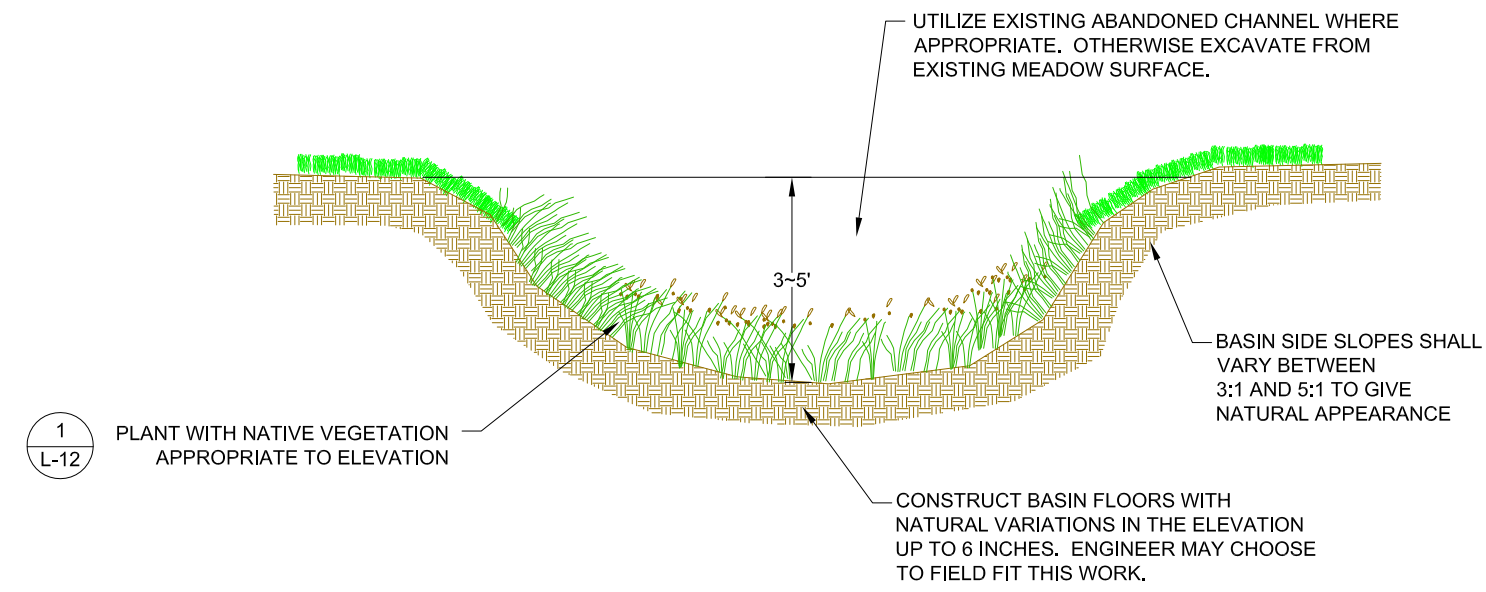 UTILIZE EXISTING ABANDONED CHANNEL WHERE
APPROPRIATE. OTHERWISE EXCAVATE FROM
EXISTING MEADOW SURFACE.
3~5'
BASIN SIDE SLOPES SHALL
VARY BETWEEN
3:1 AND 5:1 TO GIVE
NATURAL APPEARANCE
1
L-12
PLANT WITH NATIVE VEGETATION
APPROPRIATE TO ELEVATION
CONSTRUCT BASIN FLOORS WITH
NATURAL VARIATIONS IN THE ELEVATION
UP TO 6 INCHES. ENGINEER MAY CHOOSE
TO FIELD FIT THIS WORK.